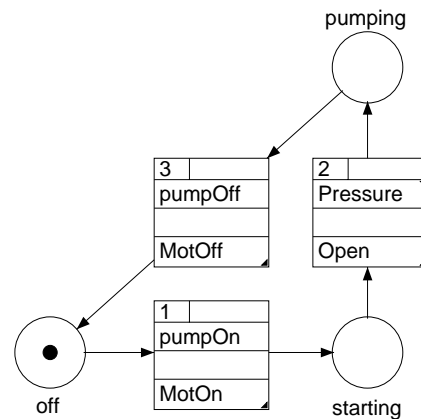 pumping
3
pumpOff
MotOff
2
Pressure
Open
1
pumpOn
MotOn
off
starting